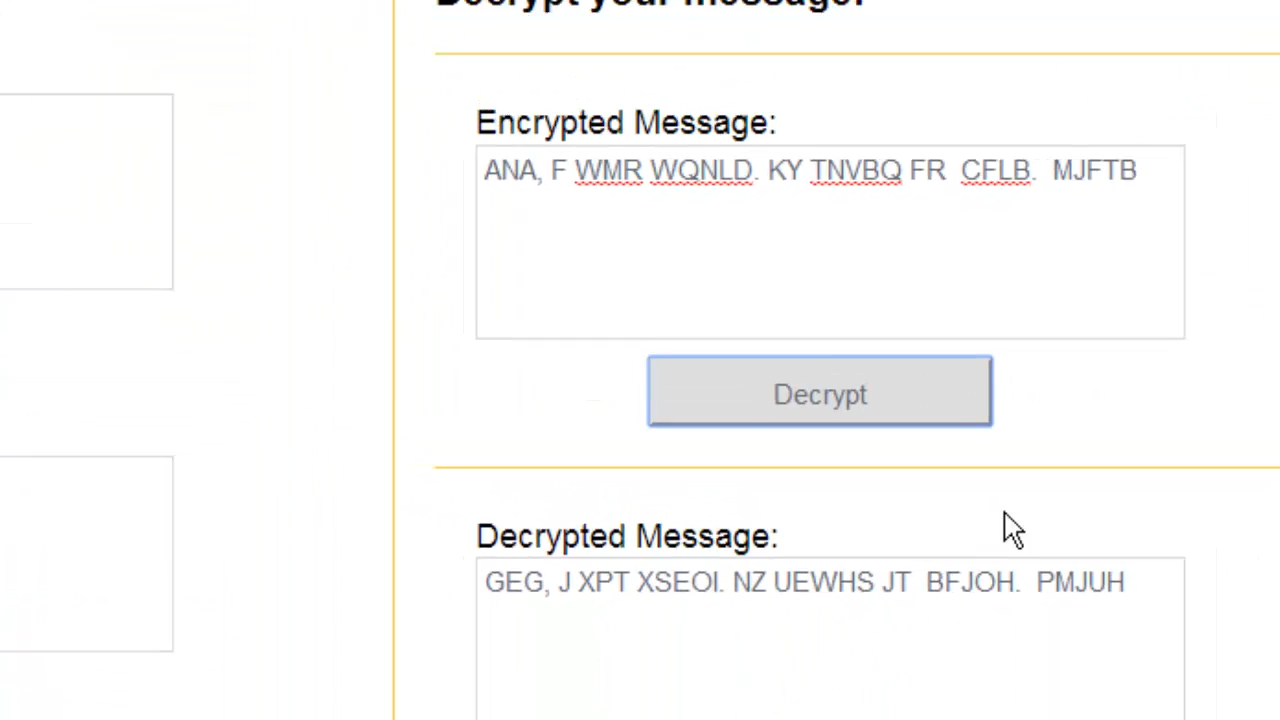 Decrypt your message:
Encrypted Message:
ANA, F WMR WQNLD. KY TNVBQ FR  CFLB.  MJFTB
Decrypt
Decrypted Message:
GEG, J XPT XSEOI. NZ UEWHS JT  BFJOH.  PMJUH